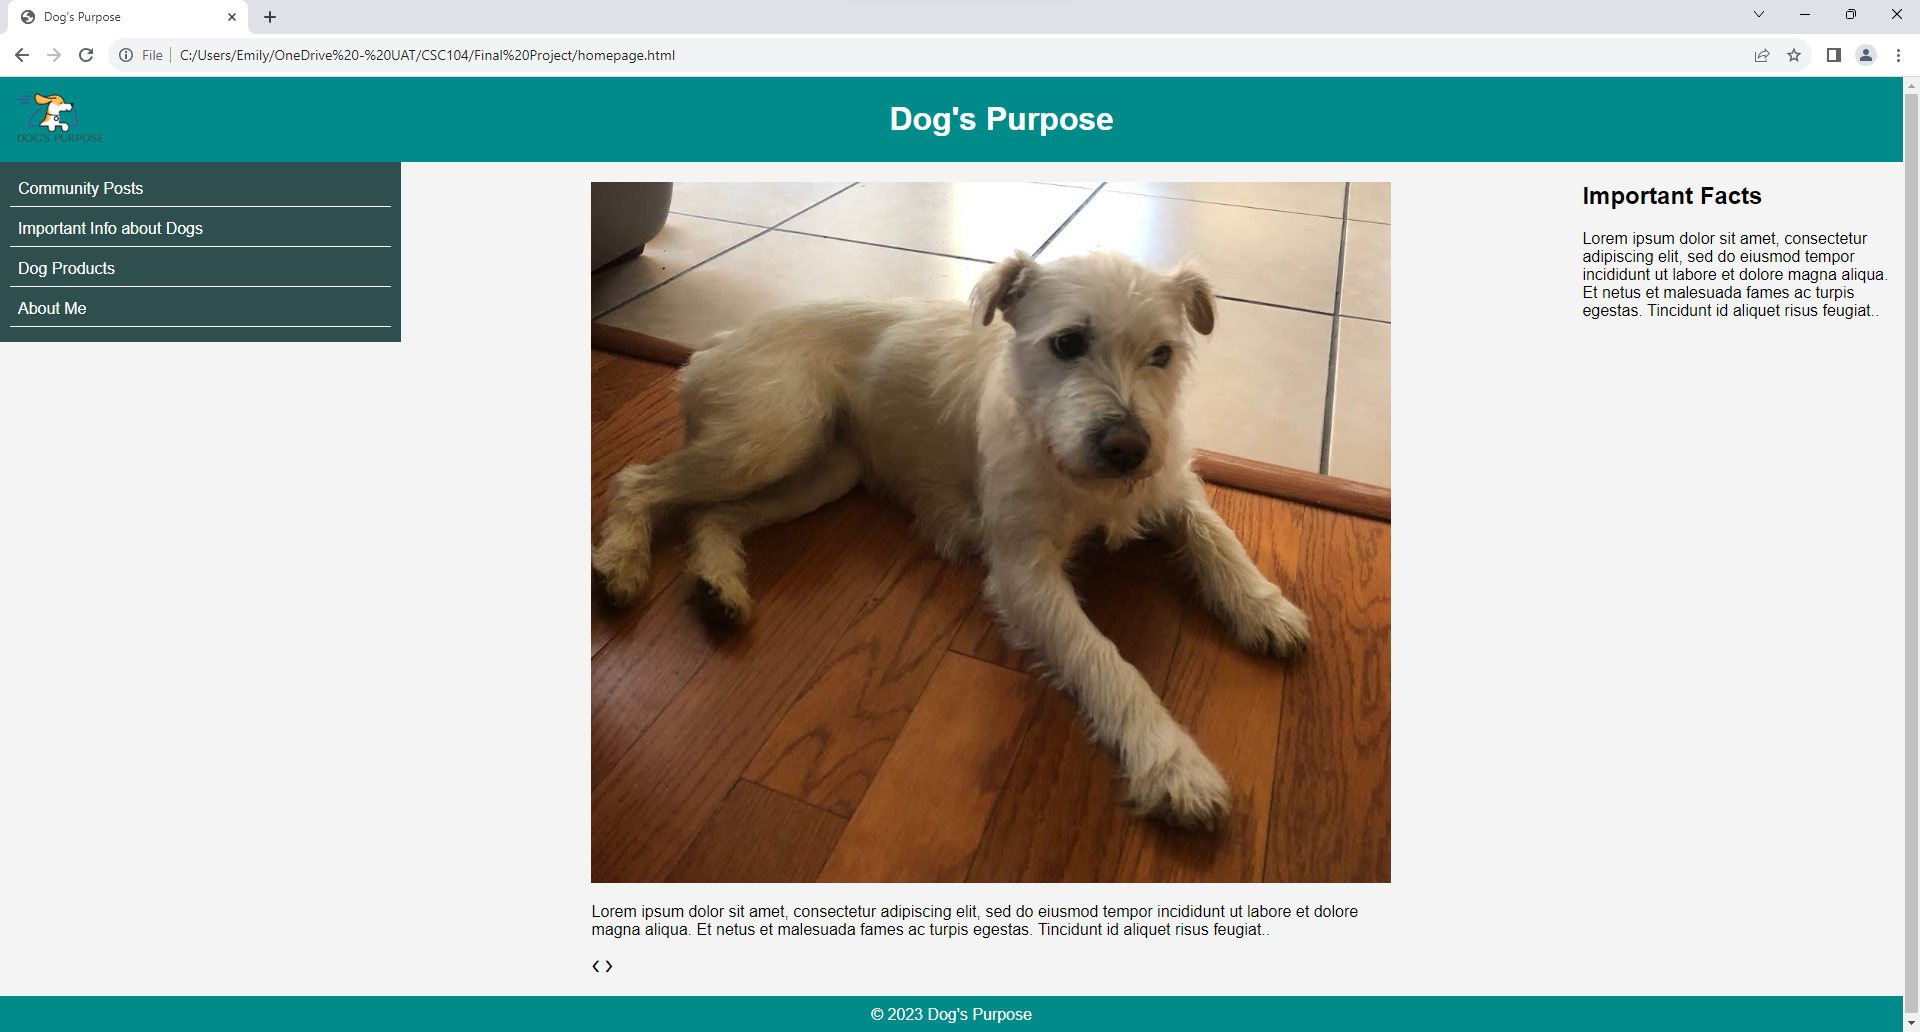 Dog's Purpose
File
C:/Users/Emily/OneDrive%20-%20UAT/CSC104/Final%20Project/homepage.html
DOG'S PURPOSE
Dog's Purpose
Community Posts
Important Info about Dogs
Dog Products
About Me
Important Facts
Lorem ipsum dolor sit amet, consectetur
adipiscing elit, sed do eiusmod tempor
incididunt ut labore et dolore magna aliqua.
Et netus et malesuada fames ac turpis
egestas. Tincidunt id aliquet risus feugiat..
Lorem ipsum dolor sit amet, consectetur adipiscing elit, sed do eiusmod tempor incididunt ut labore et dolore
magna aliqua. Et netus et malesuada fames ac turpis egestas. Tincidunt id aliquet risus feugiat..
© 2023 Dog's Purpose